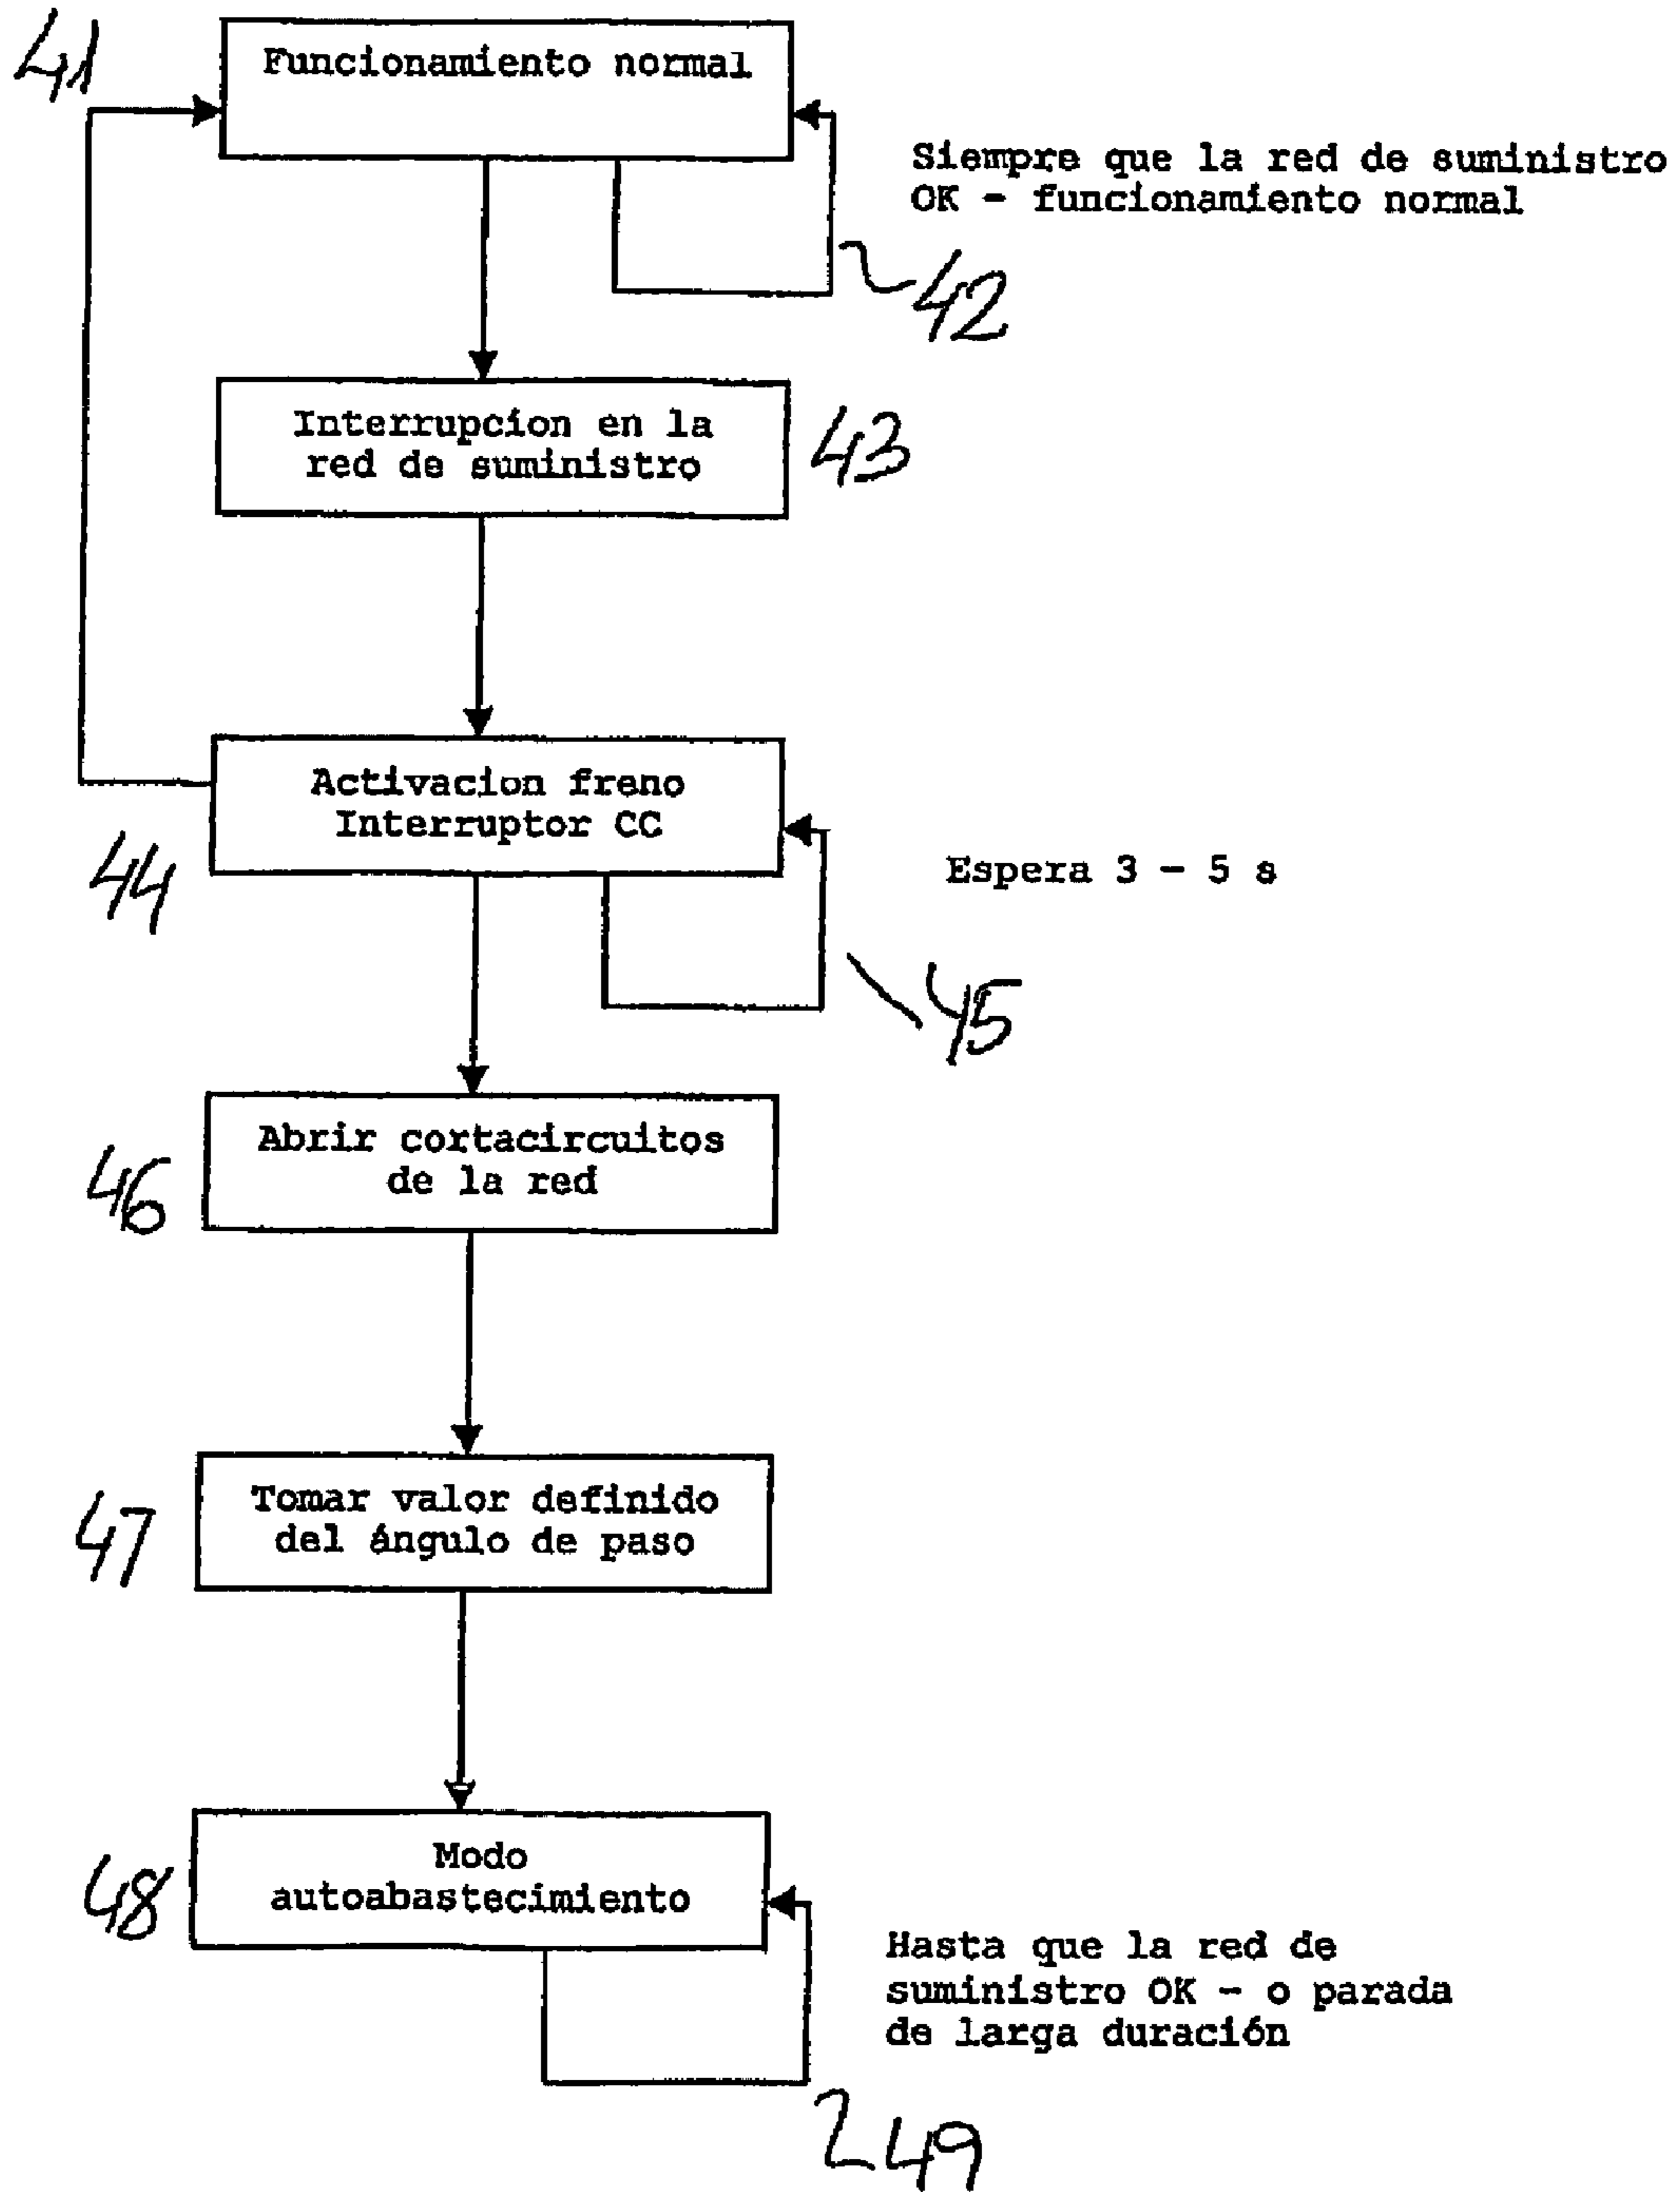 41
Funcionamiento normal
Siempre que la red de suministro
OK - funcionamiento normal
42
Interrupcion en la
red de suministro
43
Activacion freno
Interruptor CC
44
Espera 3 - 5 s
45
Abrir cortacircuitos
de la red
46
Tomar valor definido
del ángulo de paso
47
Modo
autoabastecimiento
48
Hasta que la red de
suministro OK - o parada
de larga duración
49